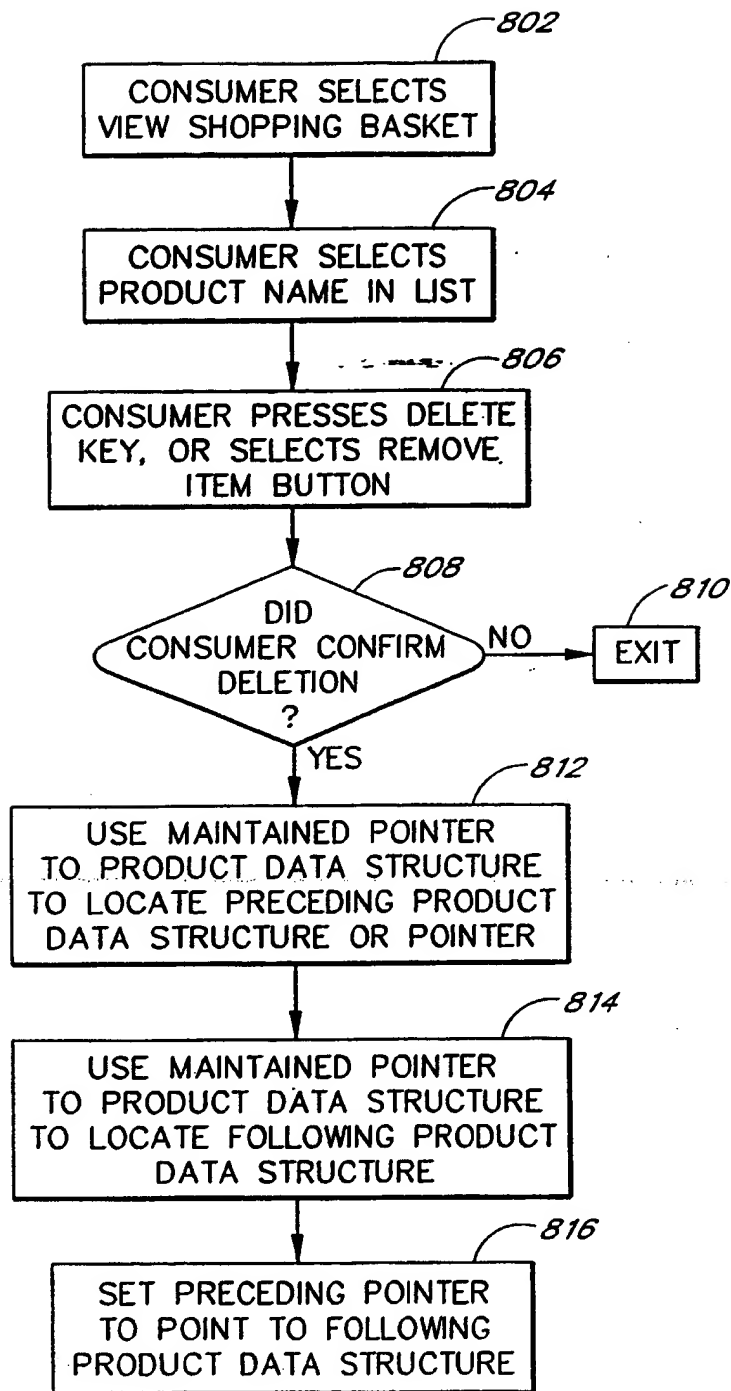 802
CONSUMER SELECTS
VIEW SHOPPING BASKET
804
CONSUMER SELECTS
PRODUCT NAME IN LIST
806
CONSUMER PRESSES DELETE
KEY, OR SELECTS REMOVE
ITEM BUTTON
808
DID
CONSUMER CONFIRM
DELETION
?
NO
810
EXIT
YES
812
USE MAINTAINED POINTER
TO PRODUCT DATA STRUCTURE
TO LOCATE PRECEDING PRODUCT
DATA STRUCTURE OR POINTER
814
USE MAINTAINED POINTER
TO PRODUCT DATA STRUCTURE
TO LOCATE FOLLOWING PRODUCT
DATA STRUCTURE
816
SET PRECEDING POINTER
TO POINT TO FOLLOWING
PRODUCT DATA STRUCTURE